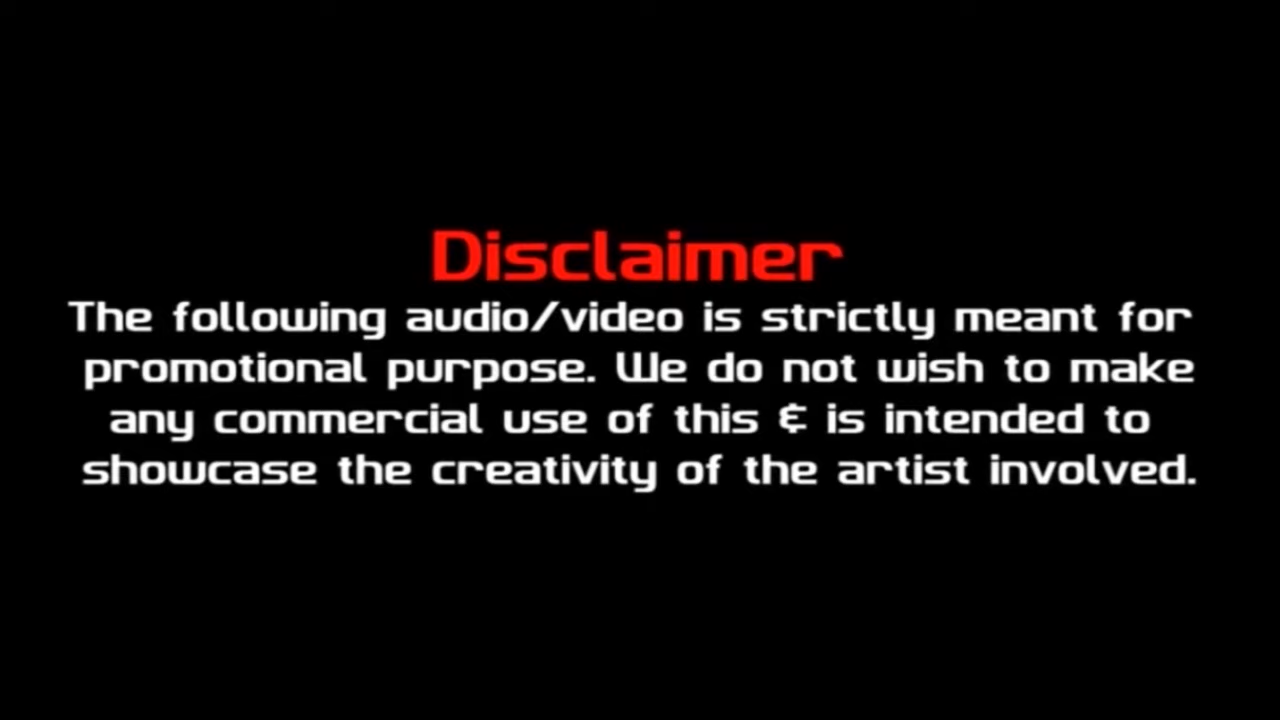 Disclaimer
The following audio/video is strictly meant for
promotional purpose. We do not wish to make
any commercial use of this & is intended to
showcase the creativity of the artist involved.